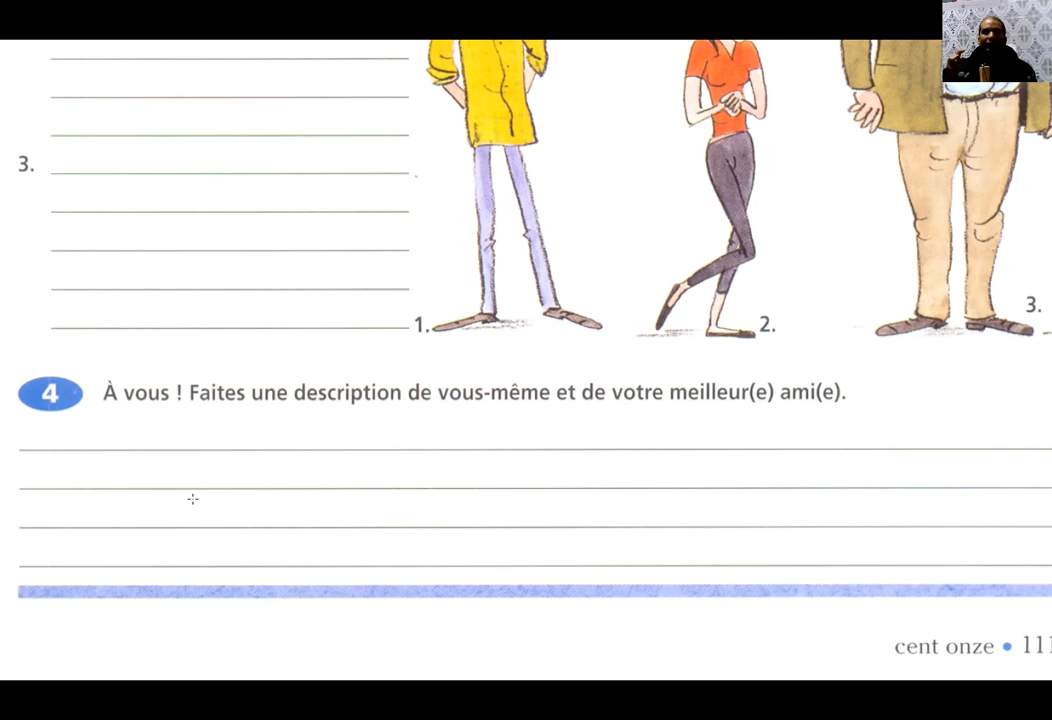 3.
1.
2.
3.
4 À vous ! Faites une description de vous-même et de votre meilleur(e) ami(e).
cent onze • 111